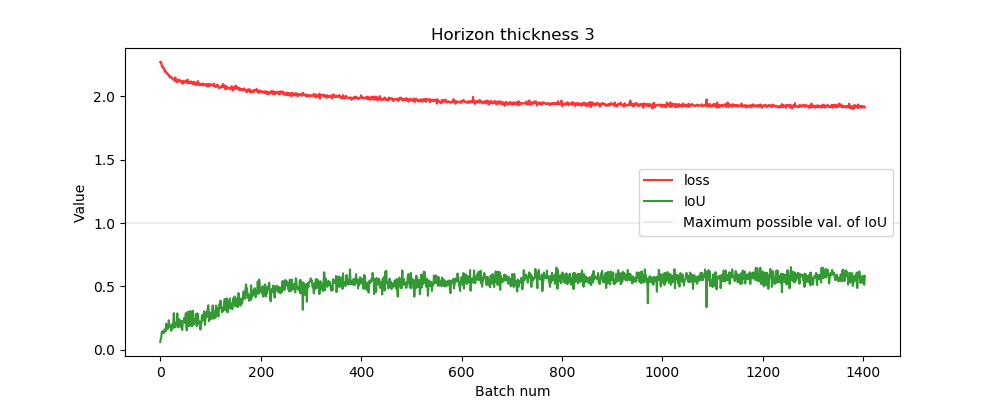 Horizon thickness 3
Value
2.0
1.5
1.0
0.5
0.0
loss
IoU
Maximum possible val. of IoU
0 200 400 600 800 1000 1200 1400
Batch num